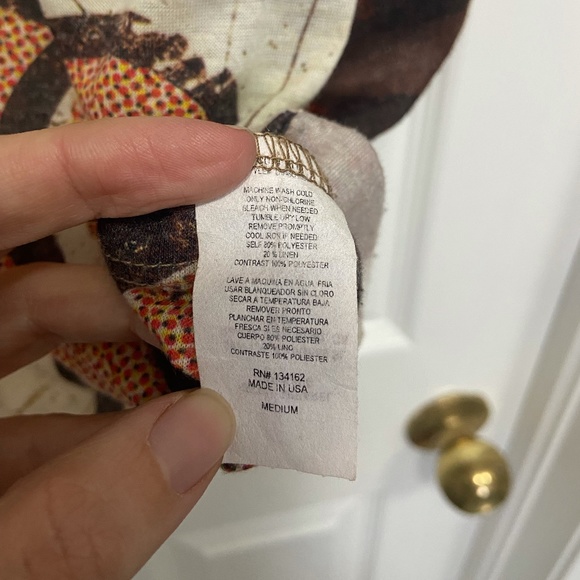 MACHINE WASH COLD
ONLY NON-CHLORINE
BLEACH WHEN NEEDED
TUMBLE DRY LOW
REMOVE PROMPTLY
COOL IRON IF NEEDED
SELF 80% POLYESTER
20% LINEN
CONTRAST 100% POLYESTER
LAVE A MAQUINA EN AGUA FRIA
USAR BLANQUEADOR SIN CLORO
SECAR A TEMPERATURA BAJA
REMOVER PRONTO
PLANCHAR EN TEMPERATURA
FRESCA SI ES NECESARIO
CUERPO 80% POLIESTER
20% LINO
CONTRASTE 100% POLIESTER
RN# 134162
MADE IN USA
MEDIUM